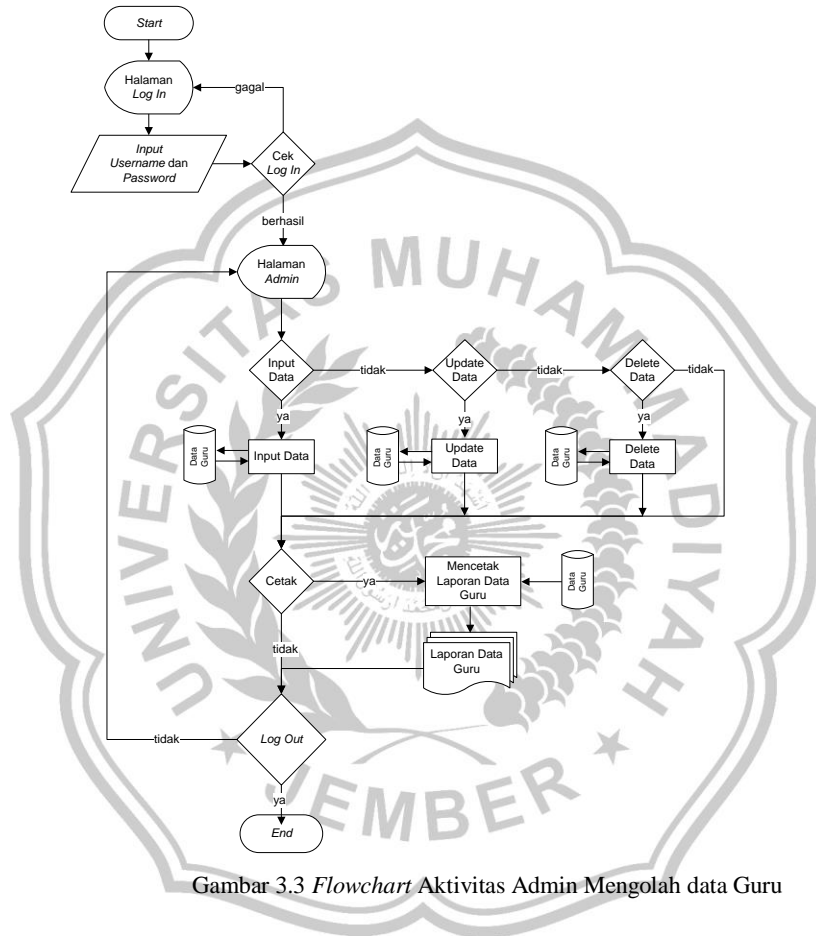 Start
Halaman
Log In
gagal
Input
Username dan
Password
Cek
Log In
berhasil
Halaman
Admin
Input
Data
tidak
Update
Data
tidak
Delete
Data
tidak
ya
ya
ya
Data
Guru
Input Data
Data
Guru
Update
Data
Data
Guru
Delete
Data
Cetak
ya
Mencetak
Laporan Data
Guru
Data
Guru
tidak
Laporan Data
Guru
tidak
Log Out
ya
End
UNIVERSITAS MUHAMMADIYAH
JEMBER
Gambar 3.3 Flowchart Aktivitas Admin Mengolah data Guru